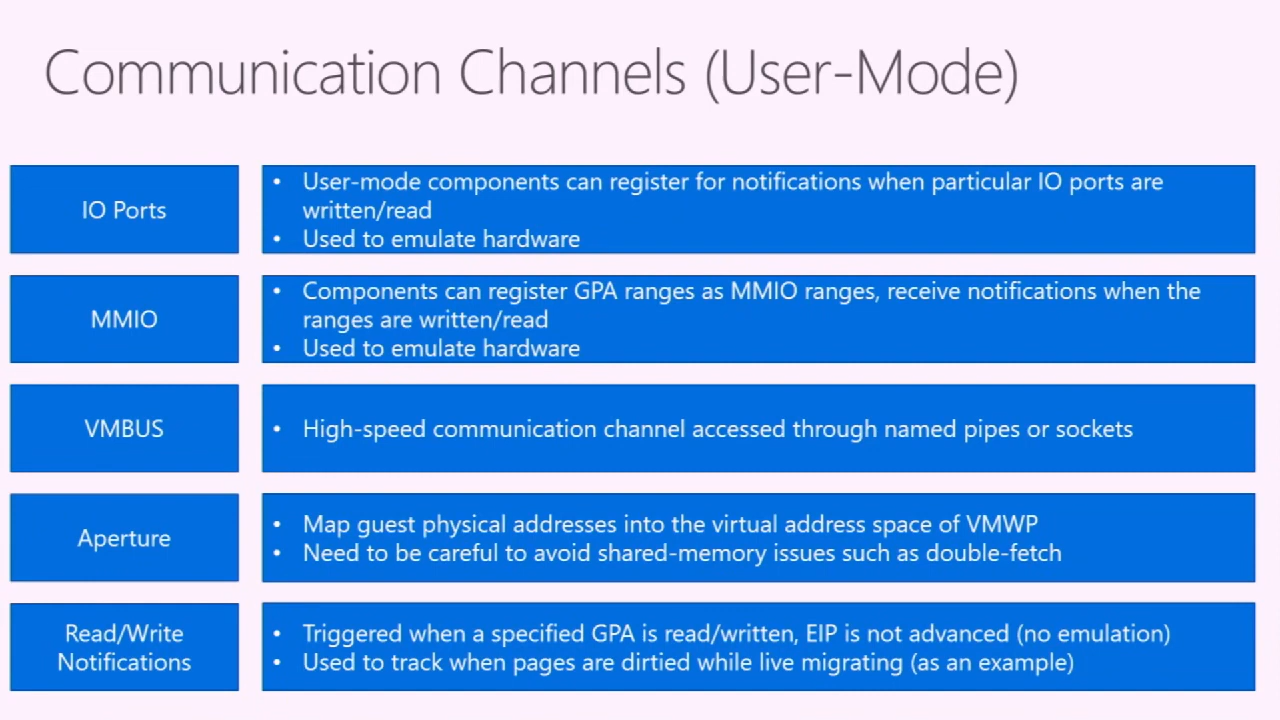 Communication Channels (User-Mode)
IO Ports
• User-mode components can register for notifications when particular IO ports are
written/read
• Used to emulate hardware
MMIO
• Components can register GPA ranges as MMIO ranges, receive notifications when the
ranges are written/read
• Used to emulate hardware
VMBUS
• High-speed communication channel accessed through named pipes or sockets
Aperture
• Map guest physical addresses into the virtual address space of VMWP
• Need to be careful to avoid shared-memory issues such as double-fetch
Read/Write
Notifications
• Triggered when a specified GPA is read/written, EIP is not advanced (no emulation)
• Used to track when pages are dirtied while live migrating (as an example)